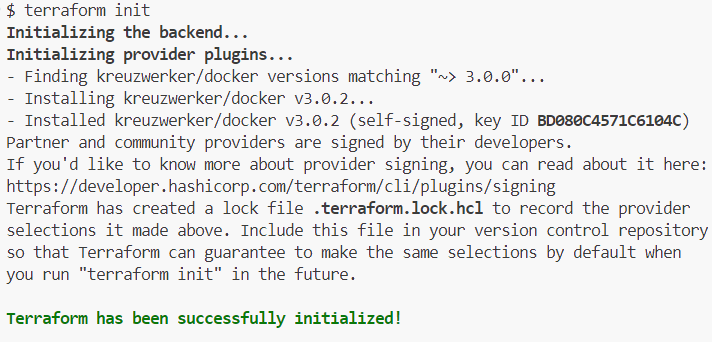 $ terraform init
Initializing the backend...
Initializing provider plugins...
- Finding kreuzwerker/docker versions matching "~> 3.0.0"...
- Installing kreuzwerker/docker v3.0.2...
- Installed kreuzwerker/docker v3.0.2 (self-signed, key ID BD080C4571C6104C)
Partner and community providers are signed by their developers.
If you'd like to know more about provider signing, you can read about it here:
https://developer.hashicorp.com/terraform/cli/plugins/signing
Terraform has created a lock file .terraform.lock.hcl to record the provider
selections it made above. Include this file in your version control repository
so that Terraform can guarantee to make the same selections by default when
you run "terraform init" in the future.
Terraform has been successfully initialized!